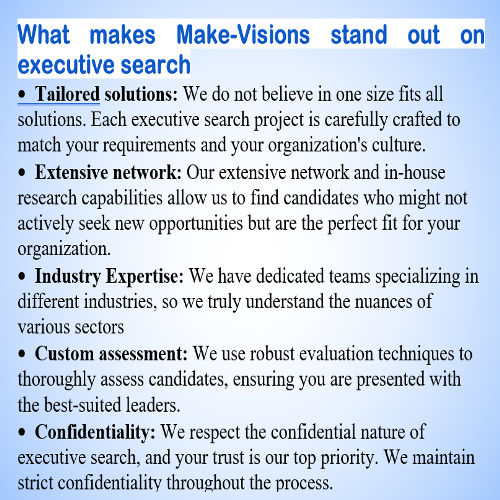 What makes Make-Visions stand out on
executive search
• Tailored solutions: We do not believe in one size fits all
solutions. Each executive search project is carefully crafted to
match your requirements and your organization's culture.
• Extensive network: Our extensive network and in-house
research capabilities allow us to find candidates who might not
actively seek new opportunities but are the perfect fit for your
organization.
• Industry Expertise: We have dedicated teams specializing in
different industries, so we truly understand the nuances of
various sectors
• Custom assessment: We use robust evaluation techniques to
thoroughly assess candidates, ensuring you are presented with
the best-suited leaders.
• Confidentiality: We respect the confidential nature of
executive search, and your trust is our top priority. We maintain
strict confidentiality throughout the process.